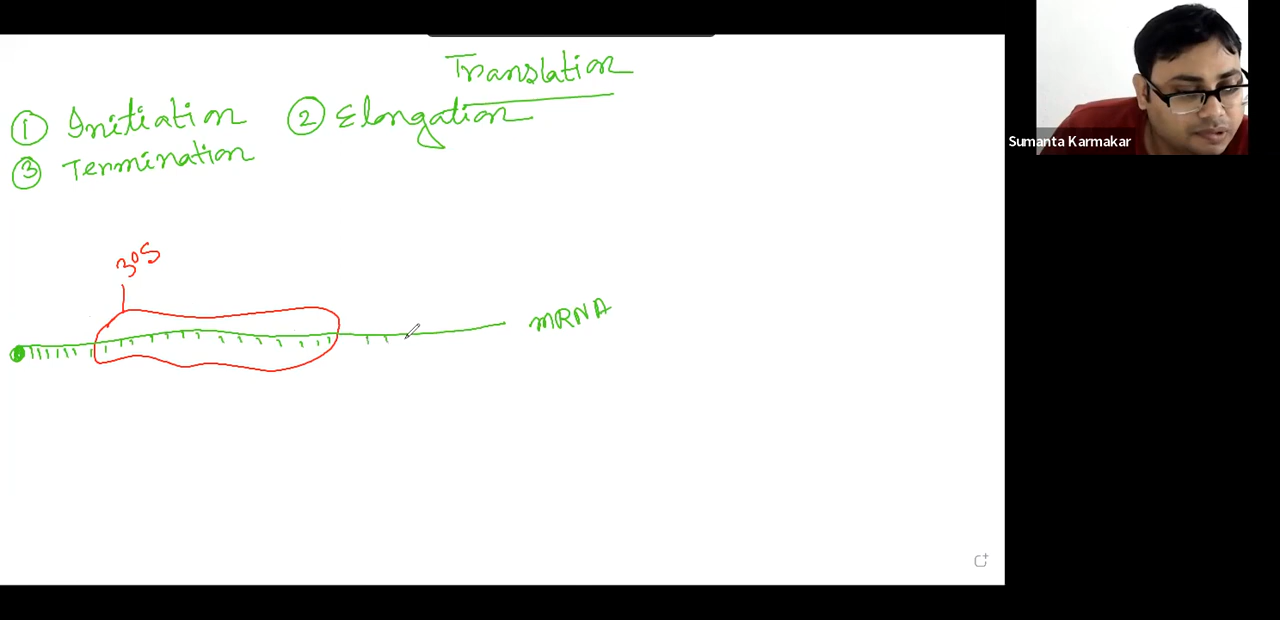 Translation
① Initiation ② Elongation
③ Termination
30S
mRNA
Sumanta Karmakar